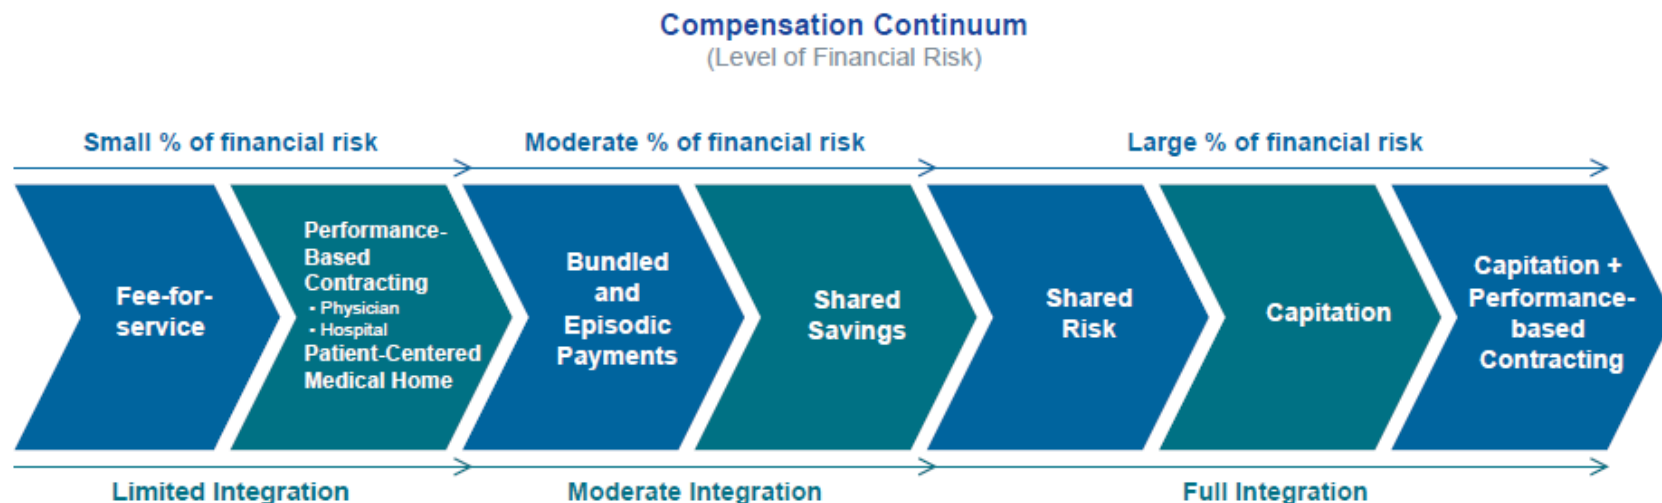 Compensation Continuum
(Level of Financial Risk)
Small % of financial risk
Moderate % of financial risk
Large % of financial risk
Fee-for-
service
Performance-
Based
Contracting
- Physician
- Hospital
Patient-Centered
Medical Home
Bundled
and
Episodic
Payments
Shared
Savings
Shared
Risk
Capitation
Capitation +
Performance-
based
Contracting
Limited Integration
Moderate Integration
Full Integration